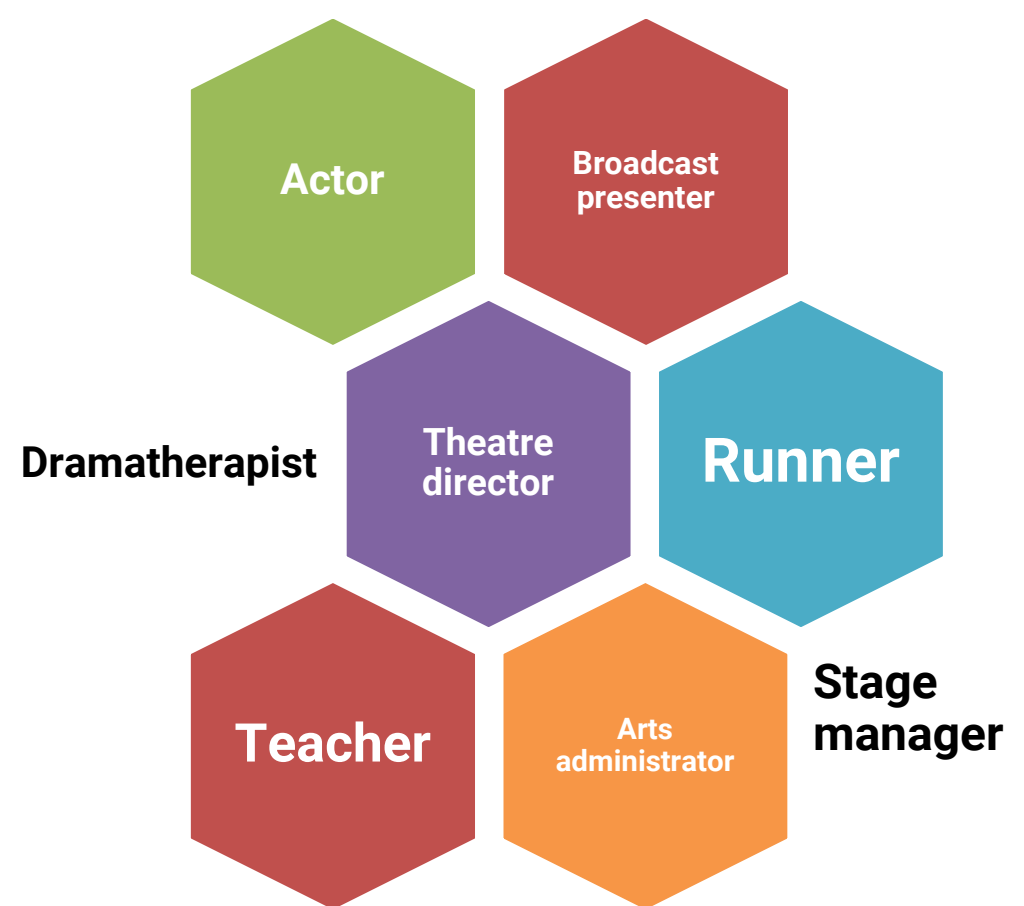 Actor
Broadcast
presenter
Dramatherapist
Theatre
director
Runner
Teacher
Arts
administrator
Stage
manager